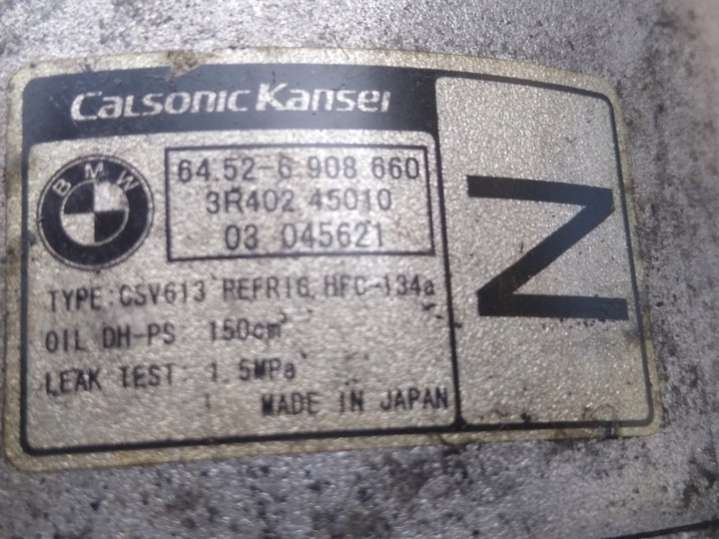 CALSONIC KANSEI
BMW
64.52-6 908 660
3R402 45010
03 045621
TYPE:CSV613 REFRIG.HFC-134a
OIL DH-PS 150cm³
LEAK TEST: 1.5MPa
MADE IN JAPAN
Z